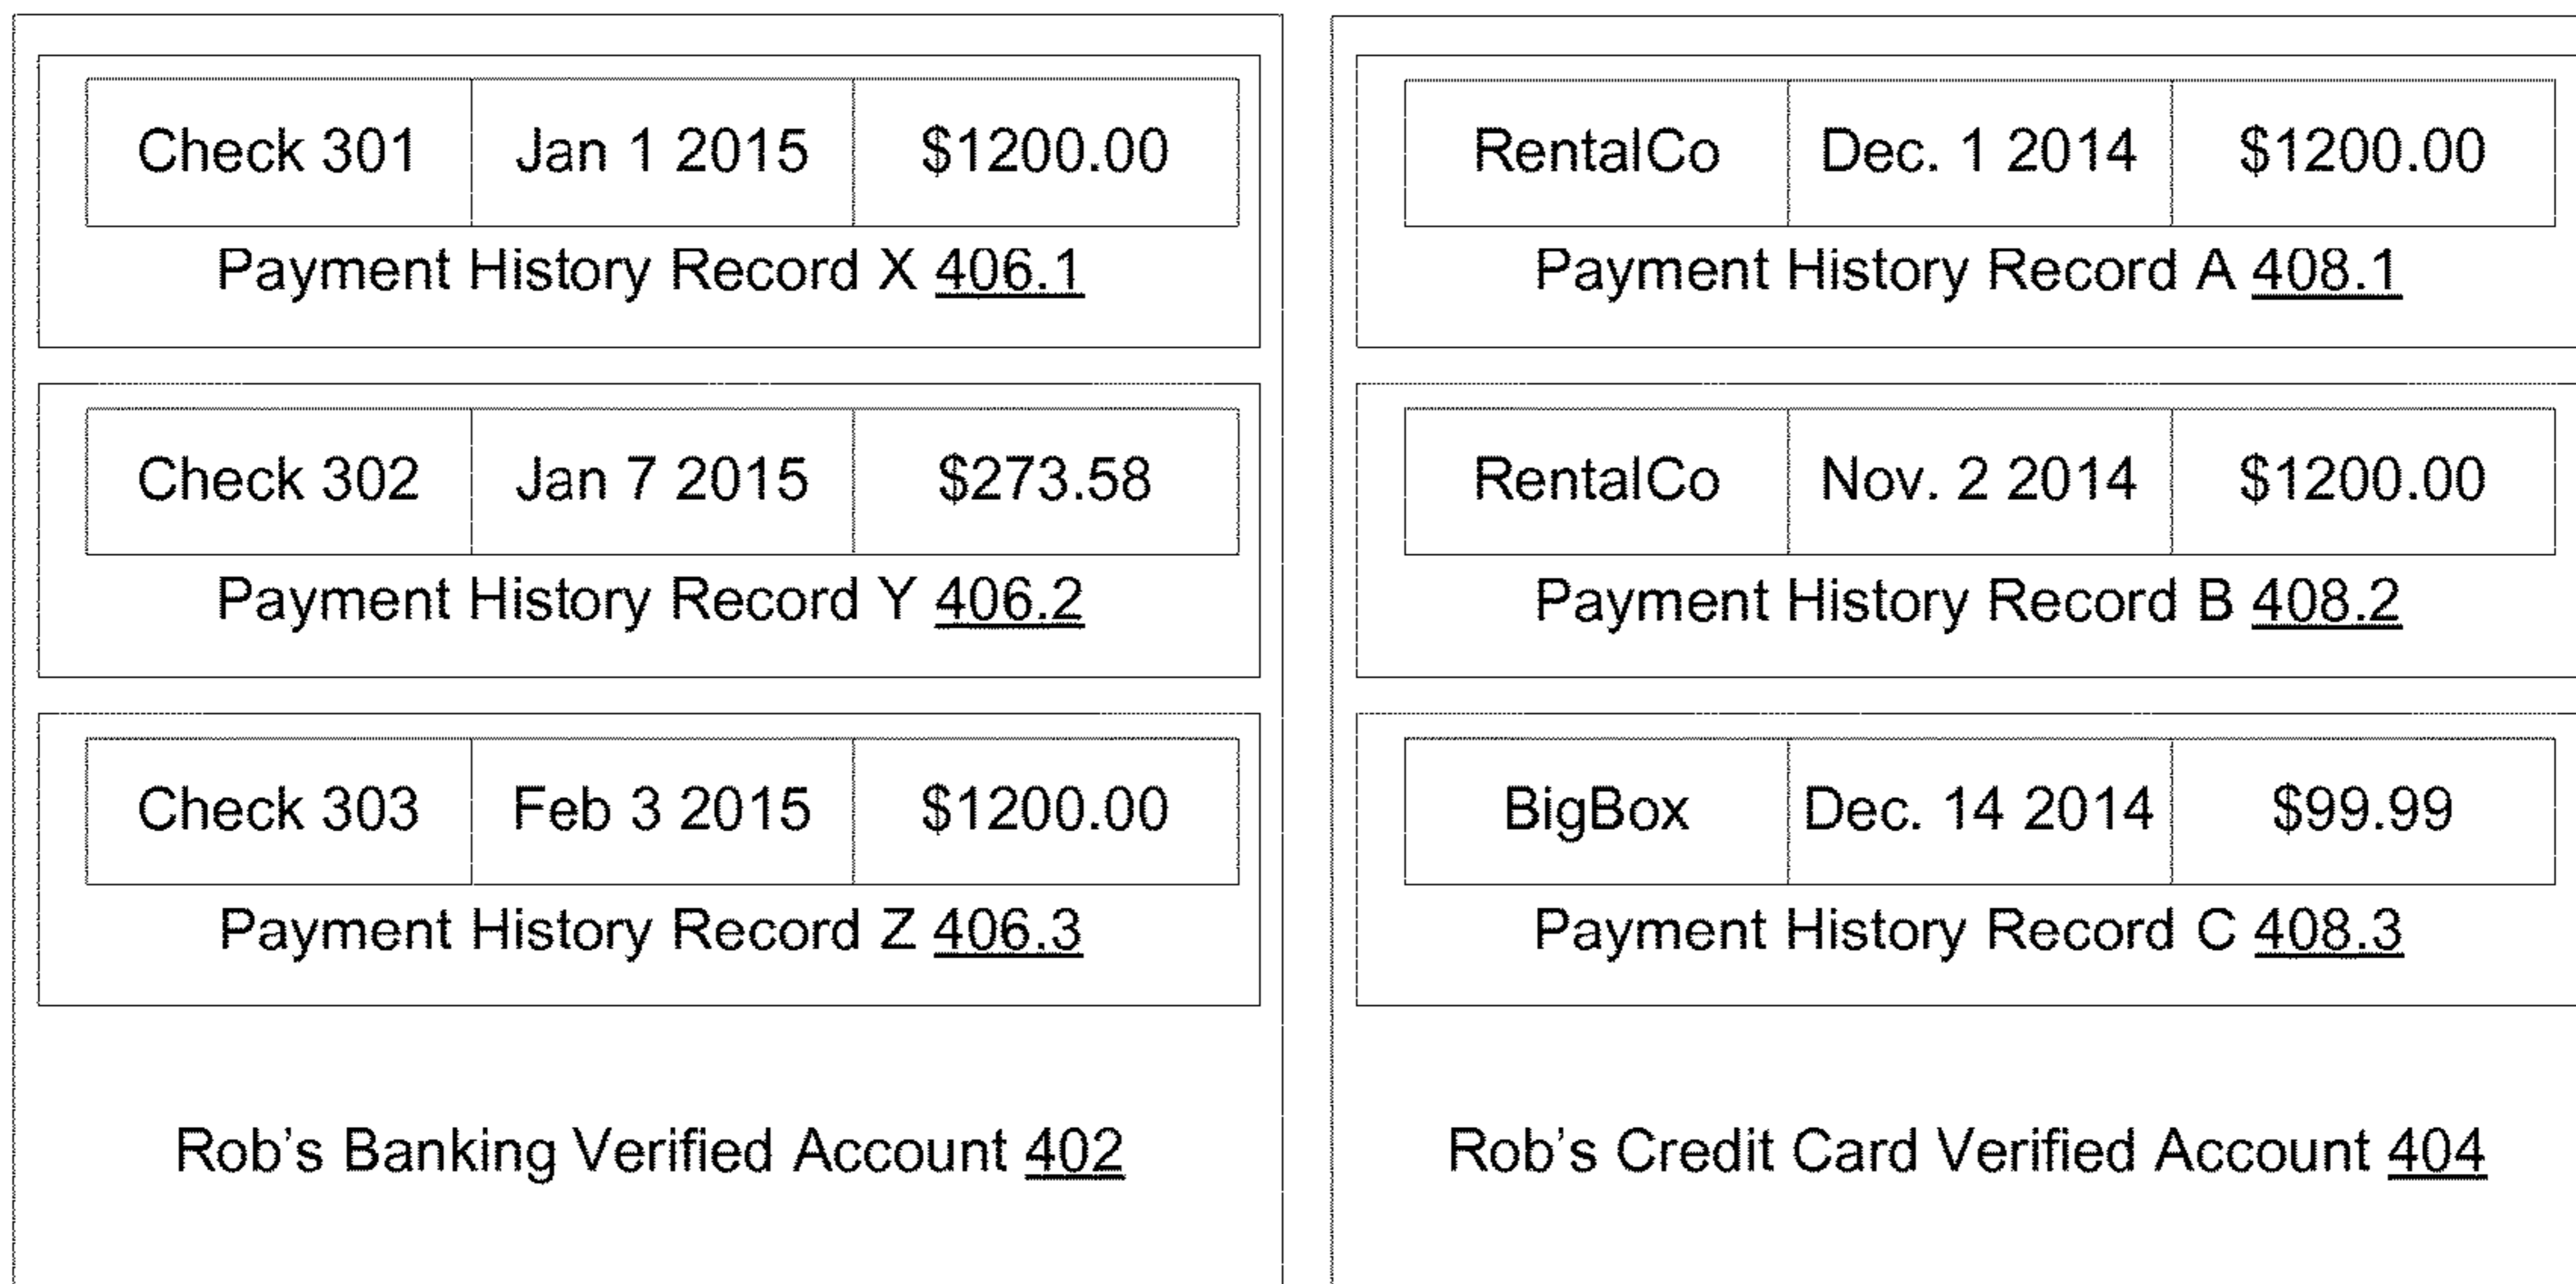 Check 301 Jan 1 2015 $1200.00
Payment History Record X 406.1
Check 302 Jan 7 2015 $273.58
Payment History Record Y 406.2
Check 303 Feb 3 2015 $1200.00
Payment History Record Z 406.3
Rob's Banking Verified Account 402
RentalCo Dec. 1 2014 $1200.00
Payment History Record A 408.1
RentalCo Nov. 2 2014 $1200.00
Payment History Record B 408.2
BigBox Dec. 14 2014 $99.99
Payment History Record C 408.3
Rob's Credit Card Verified Account 404